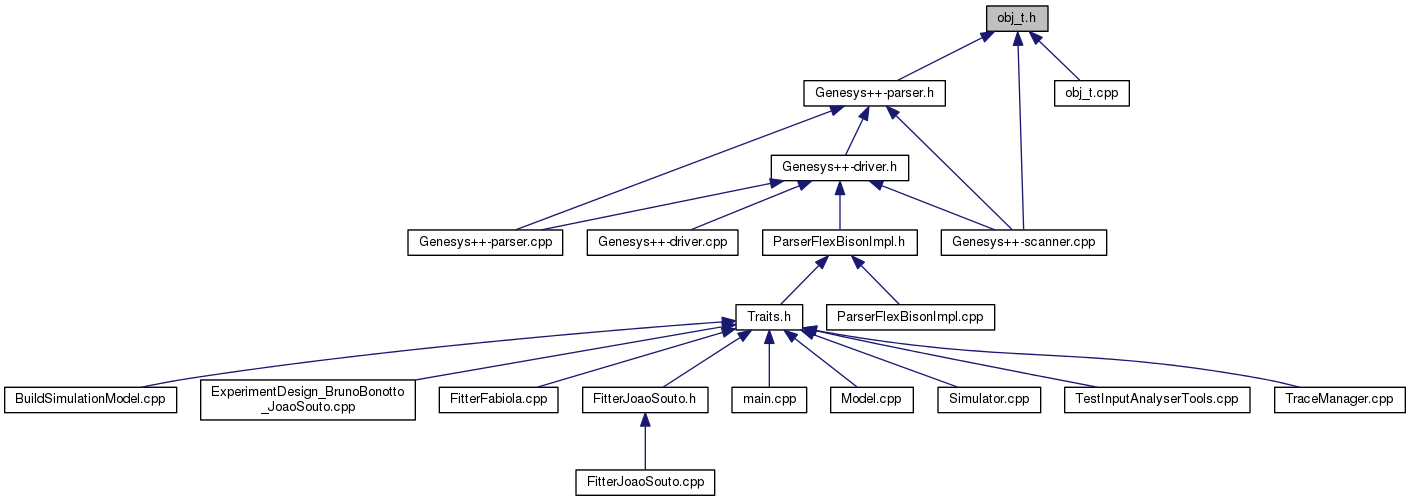 obj_t.h
Genesys++-parser.h
obj_t.cpp
Genesys++-driver.h
Genesys++-parser.cpp
Genesys++-driver.cpp
ParserFlexBisonImpl.h
Genesys++-scanner.cpp
Traits.h
ParserFlexBisonImpl.cpp
BuildSimulationModel.cpp
ExperimentDesign_BrunoBonotto
_JoaoSouto.cpp
FitterFabiola.cpp
FitterJoaoSouto.h
main.cpp
Model.cpp
Simulator.cpp
TestInputAnalyserTools.cpp
TraceManager.cpp
FitterJoaoSouto.cpp